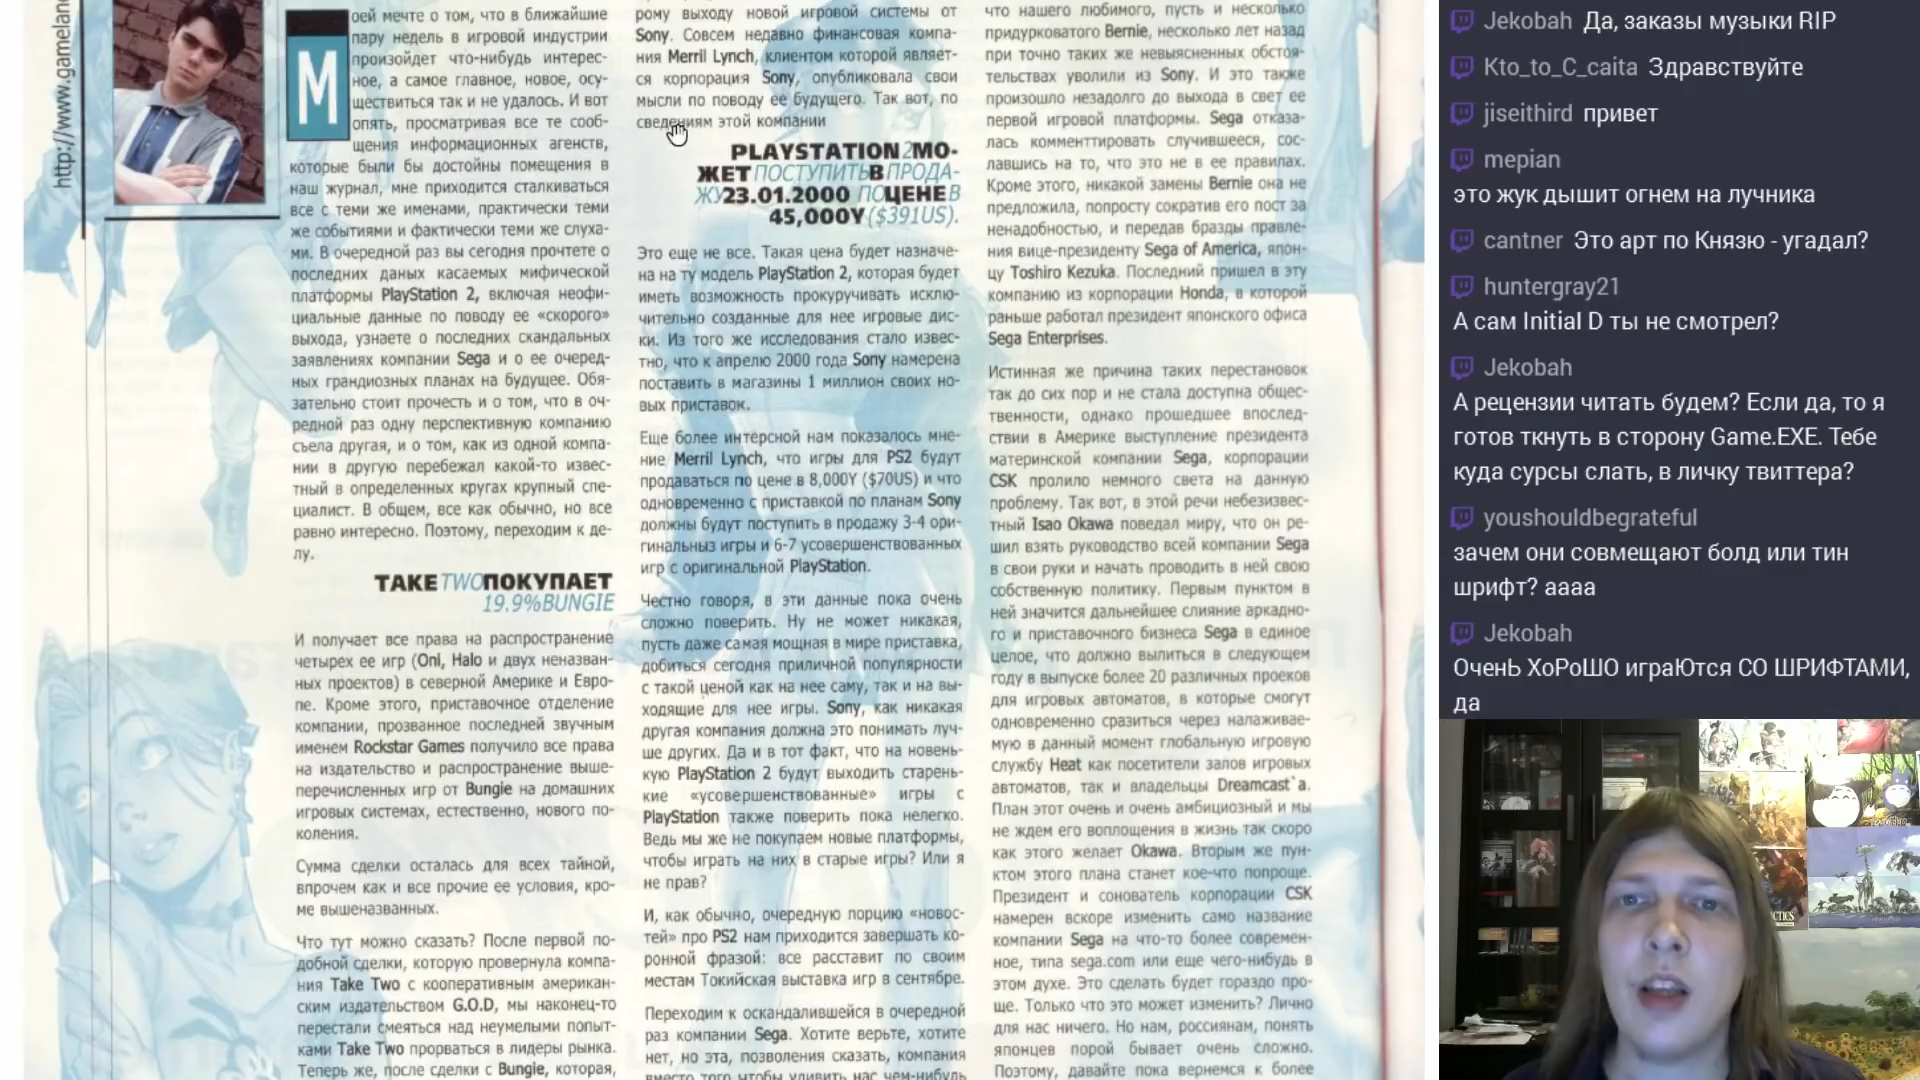 http://www.gamelan
М
оей мечте о том, что в ближайшие
пару недель в игровой индустрии
произойдет что-нибудь интерес-
ное, а самое главное, новое, осу-
ществиться так и не удалось. И вот
опять, просматривая все те сооб-
щения информационных агенств,
которые были бы достойны помещения в
наш журнал, мне приходится сталкиваться
все с теми же именами, практически теми
же событиями и фактически теми же слуха-
ми. В очередной раз вы сегодня прочтете о
последних даных касаемых мифической
платформы PlayStation 2, включая неофи-
циальные данные по поводу ее «скорого»
выхода, узнаете о последних скандальных
заявлениях компании Sega и о ее очеред-
ных грандиозных планах на будущее. Обя-
зательно стоит прочесть и о том, что в оч-
редной раз одну перспективную компанию
съела другая, и о том, как из одной компа-
нии в другую перебежал какой-то извес-
тный в определенных кругах крупный спе-
циалист. В общем, все как обычно, но все
равно интересно. Поэтому, переходим к де-
лу.
TAKE TWO ПОКУПАЕТ
19.9% BUNGIE
И получает все права на распространение
четырех ее игр (Oni, Halo и двух неназван-
ных проектов) в северной Америке и Евро-
пе. Кроме этого, приставочное отделение
компании, прозванное последней звучным
именем Rockstar Games получило все права
на издательство и распространение выше-
перечисленных игр от Bungie на домашних
игровых системах, естественно, нового по-
коления.
Сумма сделки осталась для всех тайной,
впрочем как и все прочие ее условия, кро-
ме вышеназванных.
Что тут можно сказать? После первой по-
добной сделки, которую провернула компа-
ния Take Two с кооперативным американ-
ским издательством G.O.D, мы наконец-то
перестали смеяться над неумелыми попыт-
ками Take Two прорваться в лидеры рынка.
Теперь же, после сделки с Bungie, которая,
рому выходу новой игровой системы от
Sony. Совсем недавно финансовая компа-
ния Merril Lynch, клиентом которой являет-
ся корпорация Sony, опубликовала свои
мысли по поводу ее будущего. Так вот, по
сведениям этой компании
PLAYSTATION 2 МО-
ЖЕТ ПОСТУПИТЬ В ПРОДА-
ЖУ 23.01.2000 ПО ЦЕНЕ В
45,000Y ($391US).
Это еще не все. Такая цена будет назначе-
на на ту модель PlayStation 2, которая будет
иметь возможность прокуручивать исклю-
чительно созданные для нее игровые дис-
ки. Из того же исследования стало извес-
тно, что к апрелю 2000 года Sony намерена
поставить в магазины 1 миллион своих но-
вых приставок.
Еще более интерсной нам показалось мне-
ние Merril Lynch, что игры для PS2 будут
продаваться по цене в 8,000Y ($70US) и что
одновременно с приставкой по планам Sony
должны будут поступить в продажу 3-4 ори-
гинальныз игры и 6-7 усовершенствованных
игр с оригинальной PlayStation.
Честно говоря, в эти данные пока очень
сложно поверить. Ну не может никакая,
пусть даже самая мощная в мире приставка,
добиться сегодня приличной популярности
с такой ценой как на нее саму, так и на вы-
ходящие для нее игры. Sony, как никакая
другая компания должна это понимать луч-
ше других. Да и в тот факт, что на новень-
кую PlayStation 2 будут выходить старень-
кие «усовершенствованные» игры с
PlayStation также поверить пока нелегко.
Ведь мы же не покупаем новые платформы,
чтобы играть на них в старые игры? Или я
не прав?
И, как обычно, очередную порцию «новос-
тей» про PS2 нам приходится завершать ко-
ронной фразой: все расставит по своим
местам Токийская выставка игр в сентябре.
Переходим к оскандалившейся в очередной
раз компании Sega. Хотите верьте, хотите
нет, но эта, позволения сказать, компания
вместо того чтобы удивить нас чем-нибудь
что нашего любимого, пусть и несколько
придурковатого Bernie, несколько лет назад
при точно таких же невыясненных обстоя-
тельствах уволили из Sony. И это также
произошло незадолго до выхода в свет ее
первой игровой платформы. Sega отказа-
лась комменттировать случившееся, сос-
лавшись на то, что это не в ее правилах.
Кроме этого, никакой замены Bernie она не
предложила, попросту сократив его пост за
ненадобностью, и передав бразды правле-
ния вице-президенту Sega of America, япон-
цу Toshiro Kezuka. Последний пришел в эту
компанию из корпорации Honda, в которой
раньше работал президент японского офиса
Sega Enterprises.
Истинная же причина таких перестановок
так до сих пор и не стала доступна общес-
твенности, однако прошедшее впослед-
ствии в Америке выступление президента
материнской компании Sega, корпорации
CSK пролило немного света на данную
проблему. Так вот, в этой речи небезизвес-
тный Isao Okawa поведал миру, что он ре-
шил взять руководство всей компании Sega
в свои руки и начать проводить в ней свою
собственную политику. Первым пунктом в
ней значится дальнейшее слияние аркадно-
го и приставочного бизнеса Sega в единое
целое, что должно вылиться в следующем
году в выпуске более 20 различных проеков
для игровых автоматов, в которые смогут
одновременно сразиться через налаживае-
мую в данный момент глобальную игровую
службу Heat как посетители залов игровых
автоматов, так и владельцы Dreamcast`a.
План этот очень и очень амбициозный и мы
не ждем его воплощения в жизнь так скоро
как этого желает Okawa. Вторым же пун-
ктом этого плана станет кое-что попроще.
Президент и сонователь корпорации CSK
намерен вскоре изменить само название
компании Sega на что-то более современ-
ное, типа sega.com или еще чего-нибудь в
этом духе. Это сделать будет гораздо про-
ще. Только что это может изменить? Лично
для нас ничего. Но нам, россиянам, понять
японцев порой бывает очень сложно.
Поэтому, давайте пока вернемся к более
Jekobah Да, заказы музыки RIP
Kto_to_C_caita Здравствуйте
jiseithird привет
mepian
это жук дышит огнем на лучника
cantner Это арт по Князю - угадал?
huntergray21
А сам Initial D ты не смотрел?
Jekobah
А рецензии читать будем? Если да, то я
готов ткнуть в сторону Game.EXE. Тебе
куда сурсы слать, в личку твиттера?
youshouldbegrateful
зачем они совмещают болд или тин
шрифт? аааа
Jekobah
ОченЬ ХоРоШО играЮтся СО ШРИФТАМИ,
да